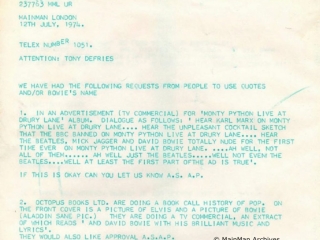 237763 HML UR
MAINMAN LONDON
12TH JULY, 1974.
TELEX NUMBER 1051.
ATTENTION: TONY DEFRIES
WE HAVE HAD THE FOLLOWING REQUESTS FROM PEOPLE TO USE QUOTES
AND/OR BOWIE'S NAME
1. IN AN ADVERTISEMENT (TV COMMERCIAL) FOR 'MONTY PYTHON LIVE AT
DRURY LANE' ALBUM. DIALOGUE AS FOLLOWS: ' HEAR KARL MARX ON MONTY
PYTHON LIVE AT DRURY LANE.... HEAR THE UNPLEASANT COCKTAIL SKETCH
THAT THE BBC BANNED ON MONTY PYTHON LIVE AT DRURY LANE.... HEAR
THE BEATLES, MICK JAGGER AND DAVID BOWIE TOTALLY NUDE FOR THE FIRST
TIME EVER ON MONTY PYTHON LIVE AT DRURY LANE. ....AH WELL, NOT
ALL OF THEM...... AH WELL JUST THE BEATLES.....WELL NOT EVEN THE
BEATLES....WELL AT LEAST THE FIRST PART OF THE AD IS TRUE'.
IF THIS IS OKAY CAN YOU LET US KNOW A.S. A.P.
2. OCTOPUS BOOKS LTD. ARE DOING A BOOK CALL HISTORY OF POP. ON
THE FRONT COVER IS A PICTURE OF ELVIS AND A PICTURE OF BOWIE
(ALADDIN SANE PIC.) THEY ARE DOING A TV COMMERCIAL, AN EXTRACT
OF WHICH READS ' AND DAVID BOWIE WITH HIS BRILLIANT MUSIC AND
LYRICS'.
THEY WOULD ALSO LIKE APPROVAL A.S.A.P.
© MainMan Archives